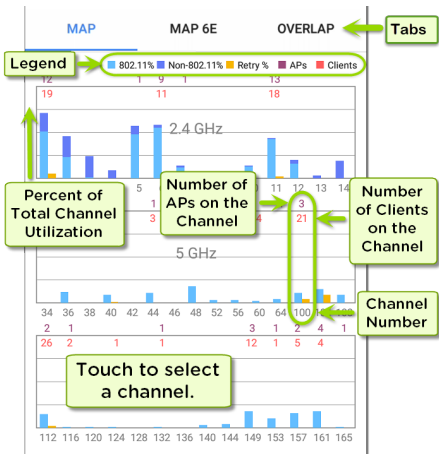 MAP MAP 6E OVERLAP
Tabs
Legend
802.11% Non-802.11% Retry % APs Clients
12 1 9 1 13
19 11 18
2.4 GHz
Percent of
Total Channel
Utilization
Number of
APs on the
Channel
Number
of Clients
on the
Channel
5 10 11 12 13 14
1 3
3 4 21
5 GHz
Channel
Number
34 36 38 40 42 44 46 48 52 56 60 64 100
2 1 1 3 1 2 4 1
26 2 1 1 12 1 5 4
Touch to select
a channel.
112 116 120 124 128 132 136 140 144 149 153 157 161 165